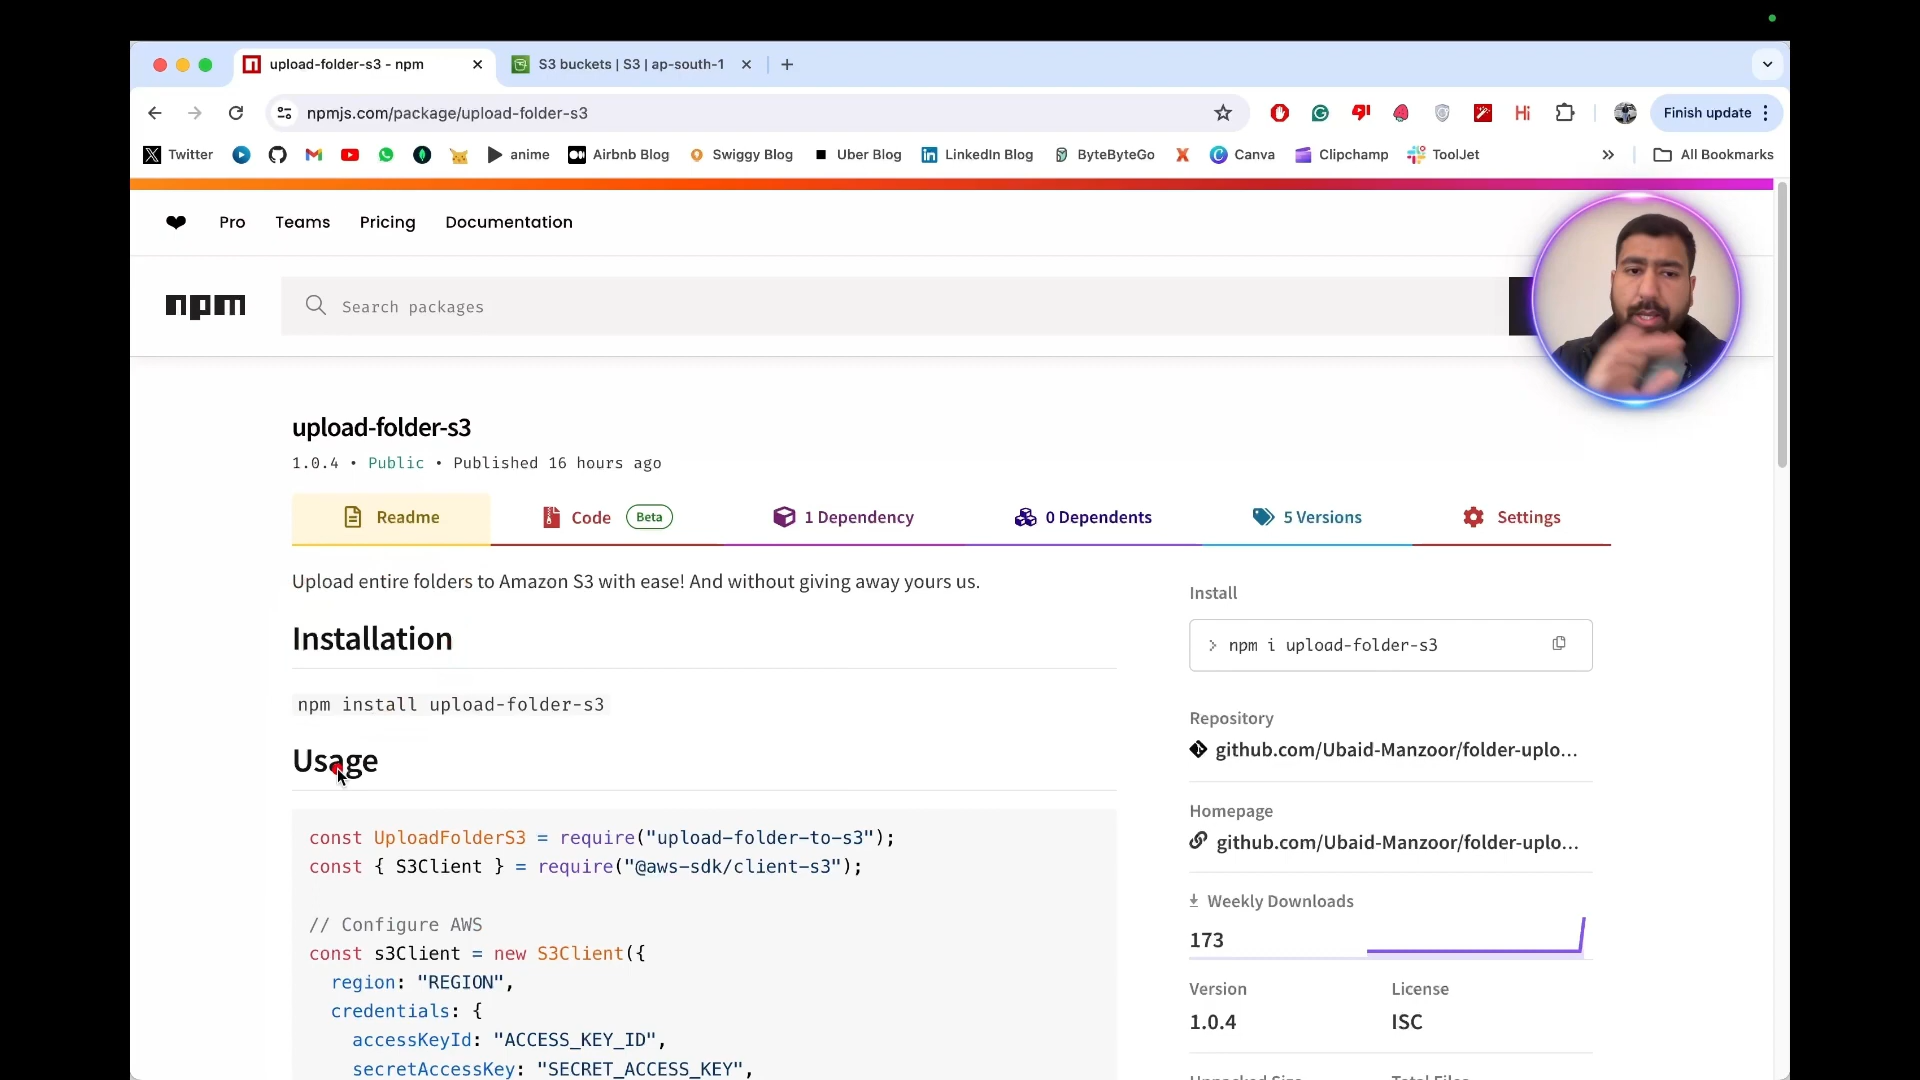 upload-folder-s3 - npm
S3 buckets | S3 | ap-south-1
npmjs.com/package/upload-folder-s3
Hi
Finish update
Twitter
anime
Airbnb Blog
Swiggy Blog
Uber Blog
LinkedIn Blog
ByteByteGo
Canva
Clipchamp
ToolJet
All Bookmarks
Pro
Teams
Pricing
Documentation
npm
Search packages
upload-folder-s3
1.0.4 • Public • Published 16 hours ago
Readme
Code Beta
1 Dependency
0 Dependents
5 Versions
Settings
Upload entire folders to Amazon S3 with ease! And without giving away yours us.
Installation
npm install upload-folder-s3
Usage
const UploadFolderS3 = require("upload-folder-to-s3");
const { S3Client } = require("@aws-sdk/client-s3");
// Configure AWS
const s3Client = new S3Client({
region: "REGION",
credentials: {
accessKeyId: "ACCESS_KEY_ID",
secretAccessKey: "SECRET_ACCESS_KEY",
Install
> npm i upload-folder-s3
Repository
github.com/Ubaid-Manzoor/folder-uplo...
Homepage
github.com/Ubaid-Manzoor/folder-uplo...
Weekly Downloads
173
Version
1.0.4
License
ISC